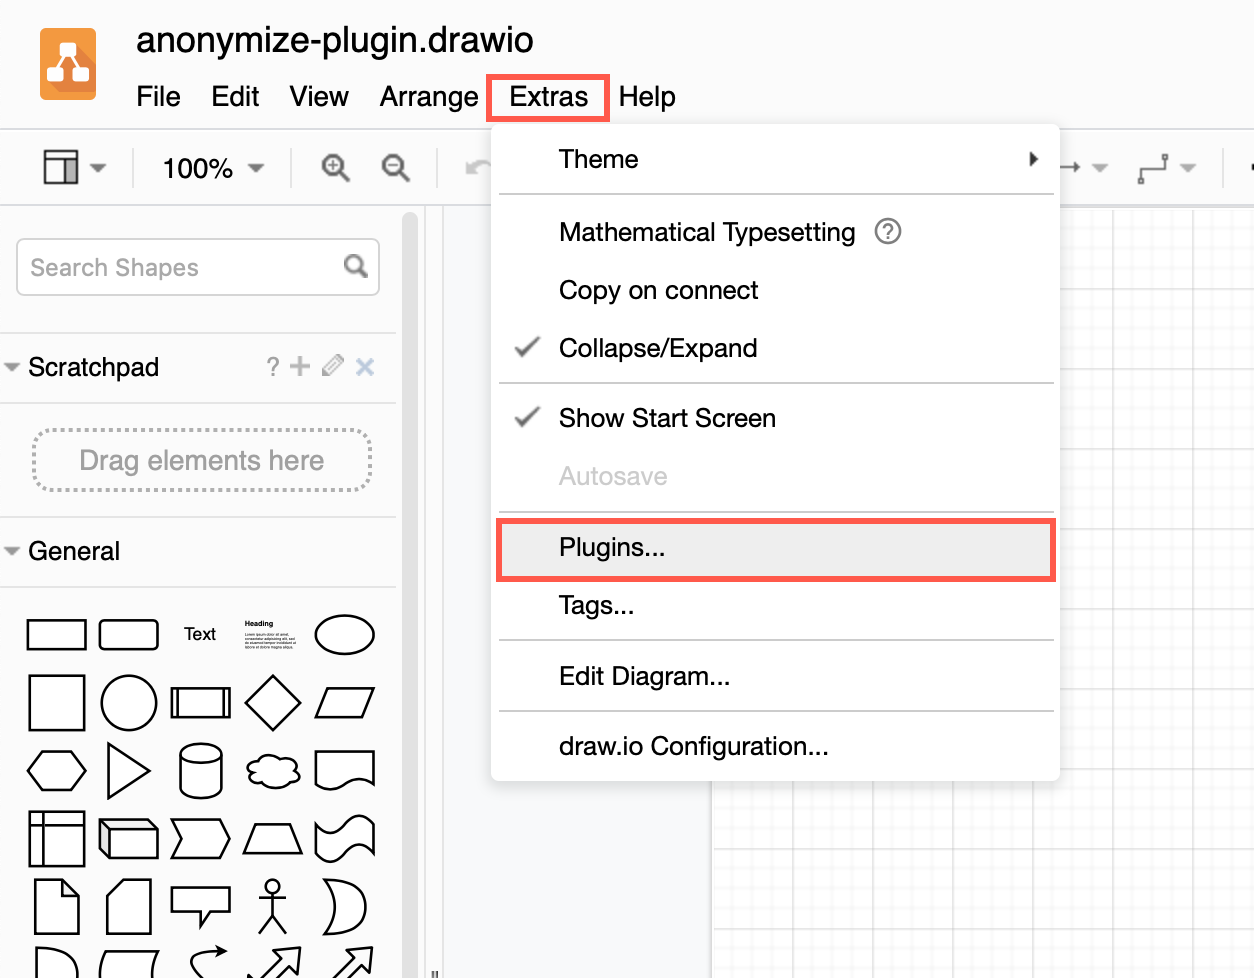 anonymize-plugin.drawio
File Edit View Arrange Extras Help
100%
Theme
Mathematical Typesetting ?
Copy on connect
Collapse/Expand
Show Start Screen
Autosave
Plugins...
Tags...
Edit Diagram...
draw.io Configuration...
Search Shapes
Scratchpad ?
Drag elements here
General
Text
Heading